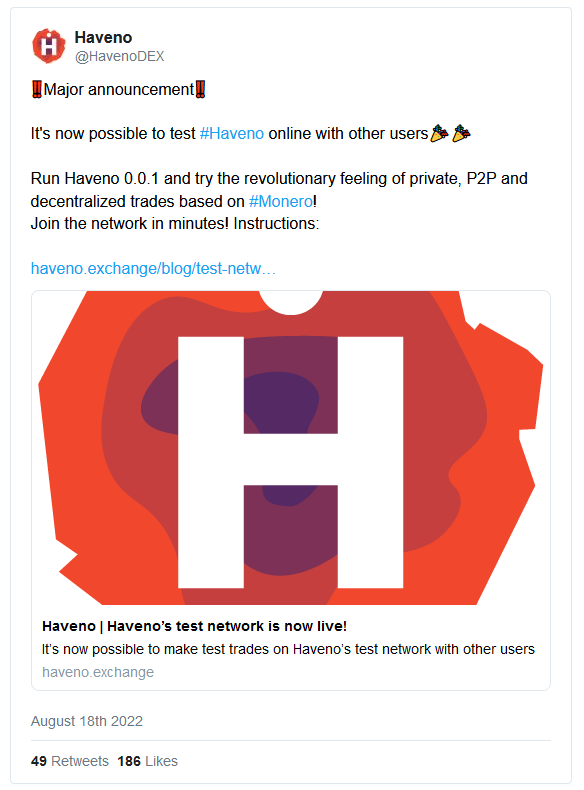 Haveno
@HavenoDEX
‼Major announcement‼
It's now possible to test #Haveno online with other users🎉 🎉
Run Haveno 0.0.1 and try the revolutionary feeling of private, P2P and
decentralized trades based on #Monero!
Join the network in minutes! Instructions:
haveno.exchange/blog/test-netw…
H
Haveno | Haveno’s test network is now live!
It’s now possible to make test trades on Haveno’s test network with other users
haveno.exchange
August 18th 2022
49 Retweets 186 Likes